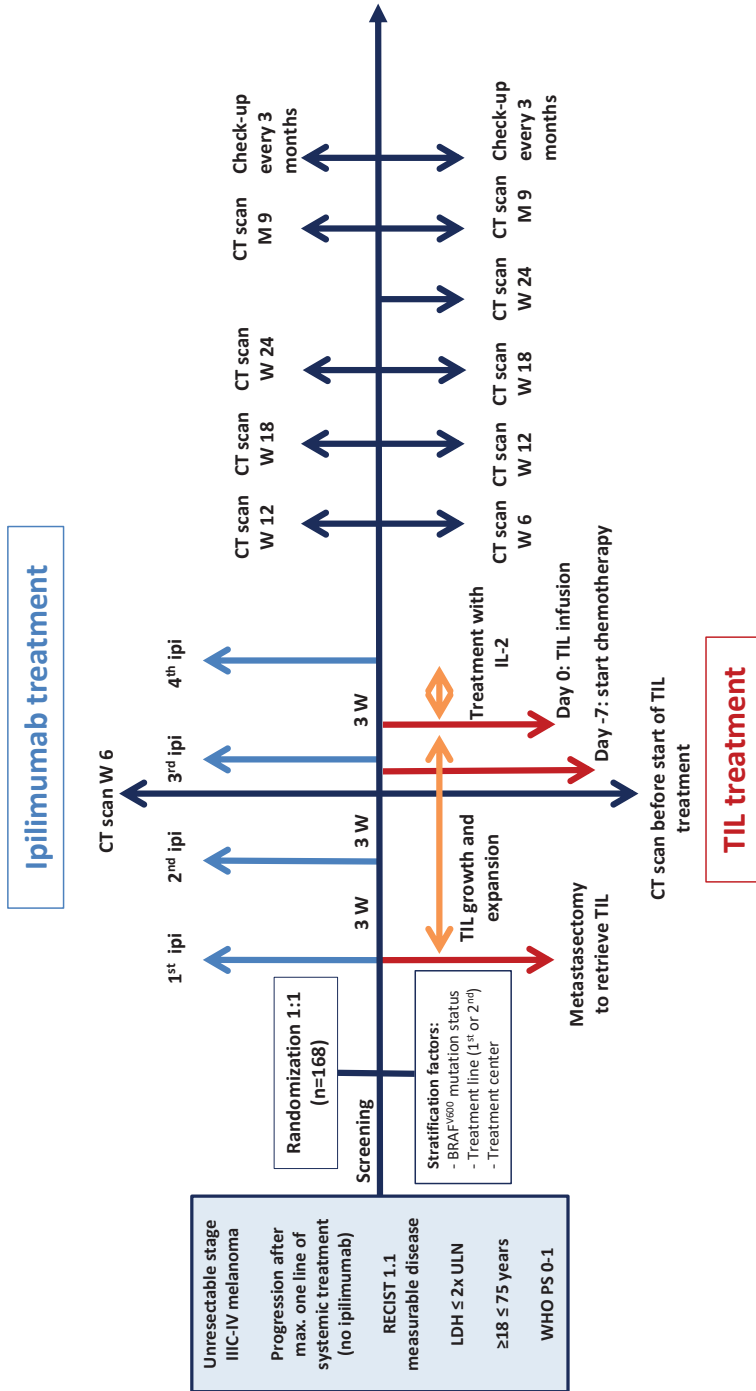 Ipilimumab treatment
CT scan W 6
1st ipi
2nd ipi
3rd ipi
4th ipi
CT scan
W 12
CT scan
W 18
CT scan
W 24
CT scan
M 9
Check-up
every 3
months
Unresectable stage
IIIC-IV melanoma
Progression after
max. one line of
systemic treatment
(no ipilimumab)
RECIST 1.1
measurable disease
LDH ≤ 2x ULN
≥18 ≤ 75 years
WHO PS 0-1
Screening
Randomization 1:1
(n=168)
Stratification factors:
- BRAFV600 mutation status
- Treatment line (1st or 2nd)
- Treatment center
3 W
3 W
3 W
TIL growth and
expansion
Treatment with
IL-2
Metastasectomy
to retrieve TIL
Day 0: TIL infusion
Day -7: start chemotherapy
CT scan before start of TIL
treatment
CT scan
W 6
CT scan
W 12
CT scan
W 18
CT scan
W 24
CT scan
M 9
Check-up
every 3
months
TIL treatment